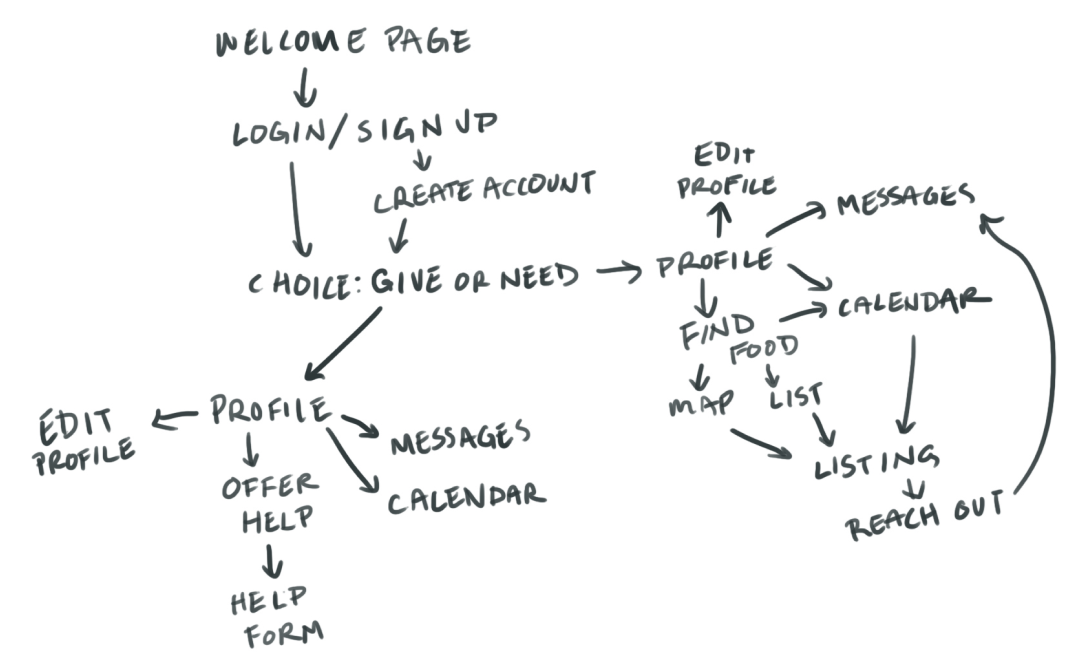 WELCOME PAGE
LOGIN/SIGN UP
CREATE ACCOUNT
CHOICE: GIVE OR NEED
EDIT
PROFILE
MESSAGES
PROFILE
CALENDAR
FIND
FOOD
MAP
LIST
LISTING
REACH OUT
PROFILE
EDIT
PROFILE
MESSAGES
CALENDAR
OFFER
HELP
HELP
FORM